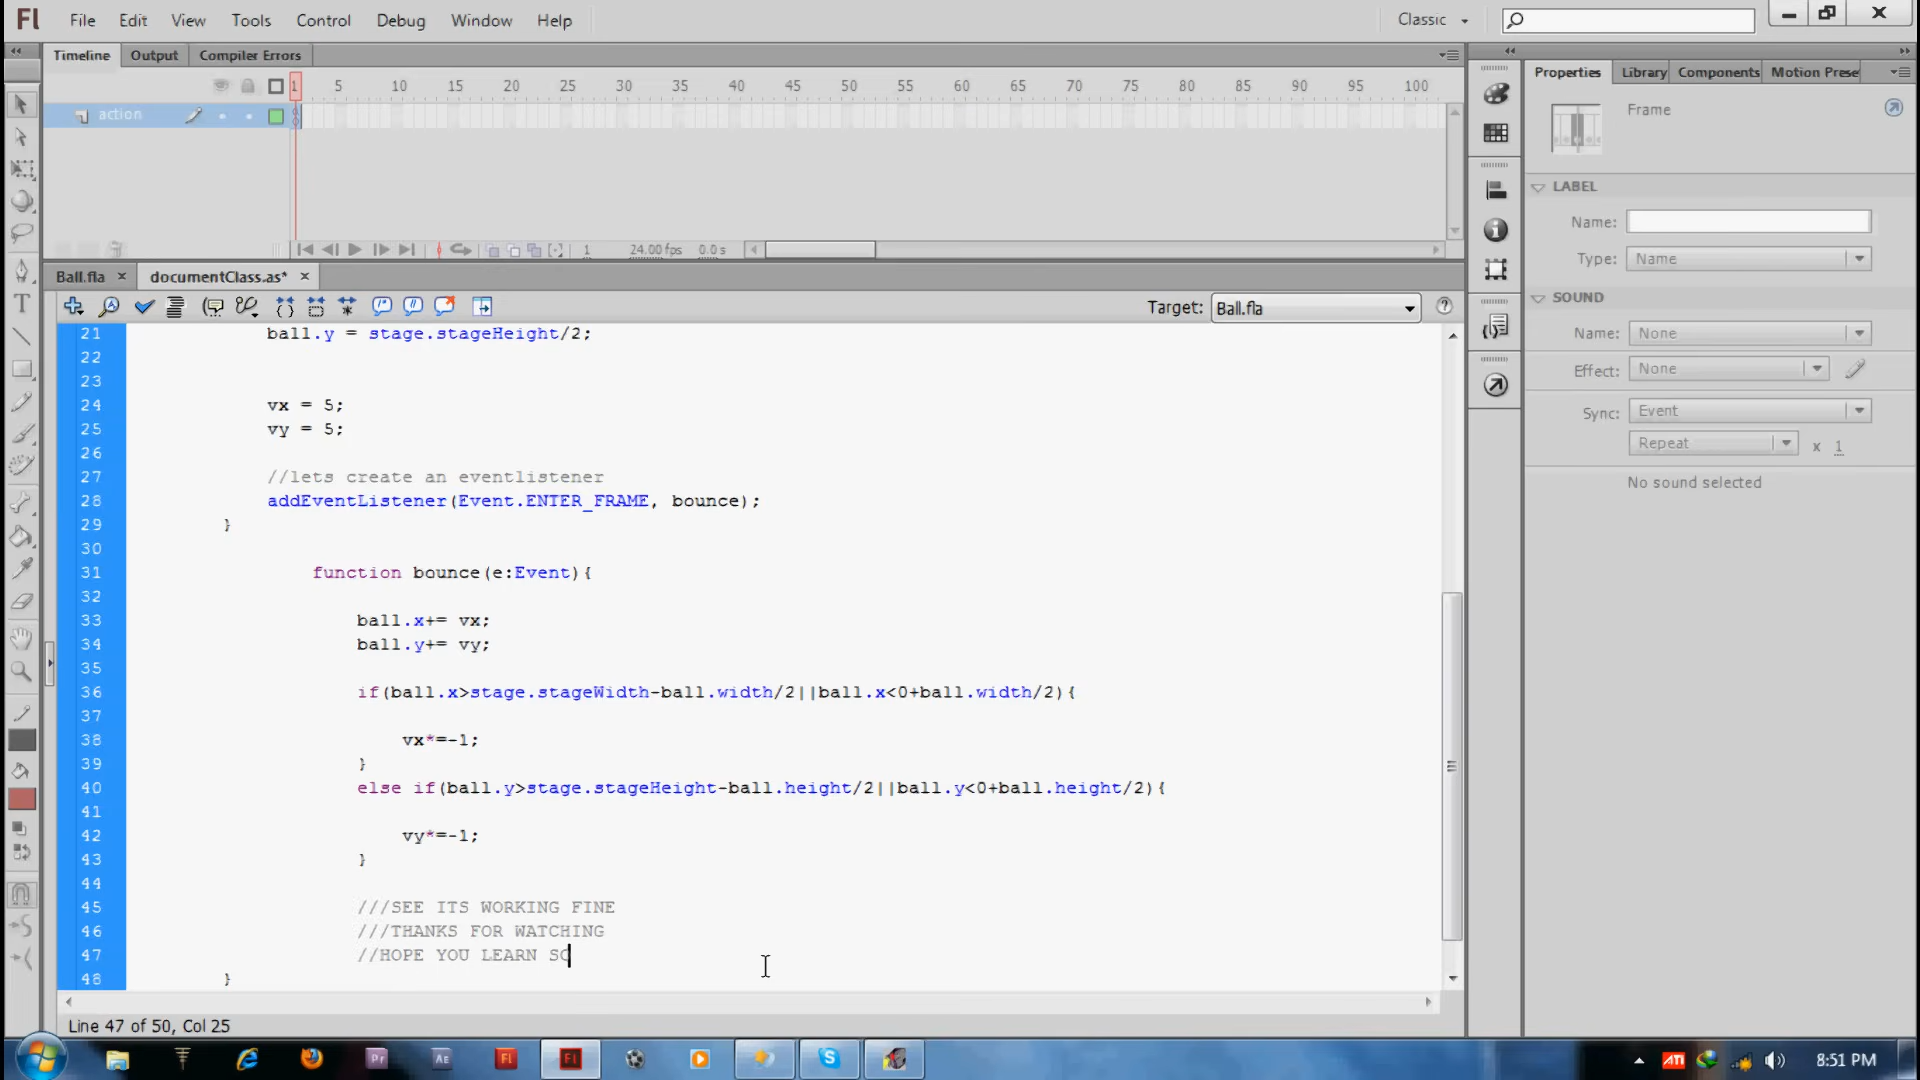 Fl File Edit View Tools Control Debug Window Help Classic
Timeline Output Compiler Errors
1 5 10 15 20 25 30 35 40 45 50 55 60 65 70 75 80 85 90 95 100
action
1 24.00 fps 0.0 s
Ball.fla documentClass.as*
Target: Ball.fla
21 ball.y = stage.stageHeight/2;
22
23
24 vx = 5;
25 vy = 5;
26
27 //lets create an eventlistener
28 addEventListener(Event.ENTER_FRAME, bounce);
29 }
30
31 function bounce(e:Event){
32
33 ball.x+= vx;
34 ball.y+= vy;
35
36 if(ball.x>stage.stageWidth-ball.width/2||ball.x<0+ball.width/2){
37
38 vx*=-1;
39 }
40 else if(ball.y>stage.stageHeight-ball.height/2||ball.y<0+ball.height/2){
41
42 vy*=-1;
43 }
44
45 ///SEE ITS WORKING FINE
46 ///THANKS FOR WATCHING
47 //HOPE YOU LEARN SO
48 }
Line 47 of 50, Col 25
Properties Library Components Motion Prese
Frame
LABEL
Name:
Type: Name
SOUND
Name: None
Effect: None
Sync: Event
Repeat x 1
No sound selected
Pr AE Fl Fl S ATI 8:51 PM